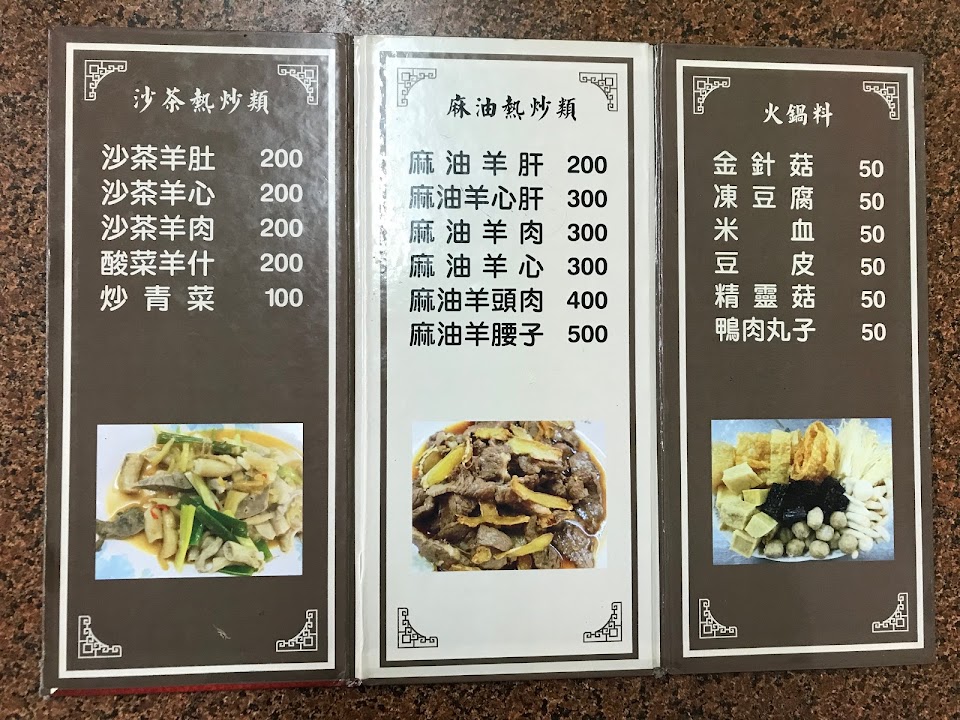 沙茶熱炒類
沙茶羊肚 200
沙茶羊心 200
沙茶羊肉 200
酸菜羊什 200
炒青菜 100
麻油熱炒類
麻油羊肝 200
麻油羊心肝 300
麻油羊肉 300
麻油羊心 300
麻油羊頭肉 400
麻油羊腰子 500
火鍋料
金針菇 50
凍豆腐 50
米血 50
豆皮 50
精靈菇 50
鴨肉丸子 50